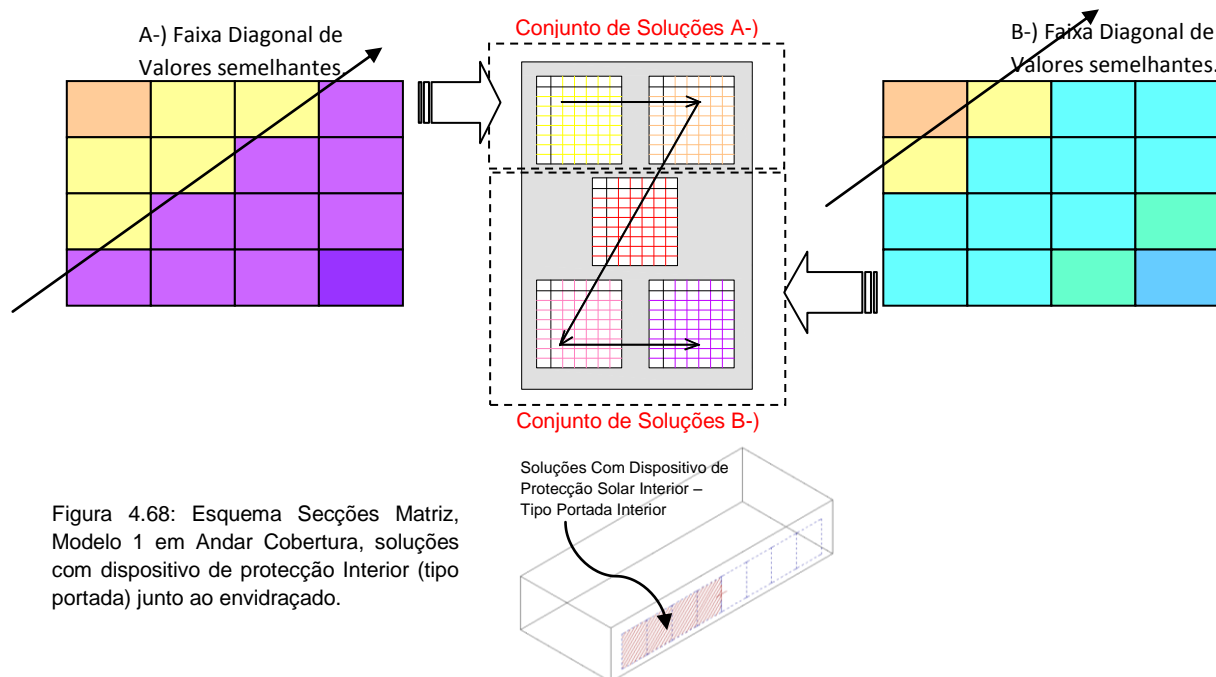 A-) Faixa Diagonal de
Valores semelhantes.
Conjunto de Soluções A-)
B-) Faixa Diagonal de
Valores semelhantes.
Conjunto de Soluções B-)
Soluções Com Dispositivo de
Protecção Solar Interior –
Tipo Portada Interior
Figura 4.68: Esquema Secções Matriz,
Modelo 1 em Andar Cobertura, soluções
com dispositivo de protecção Interior (tipo
portada) junto ao envidraçado.